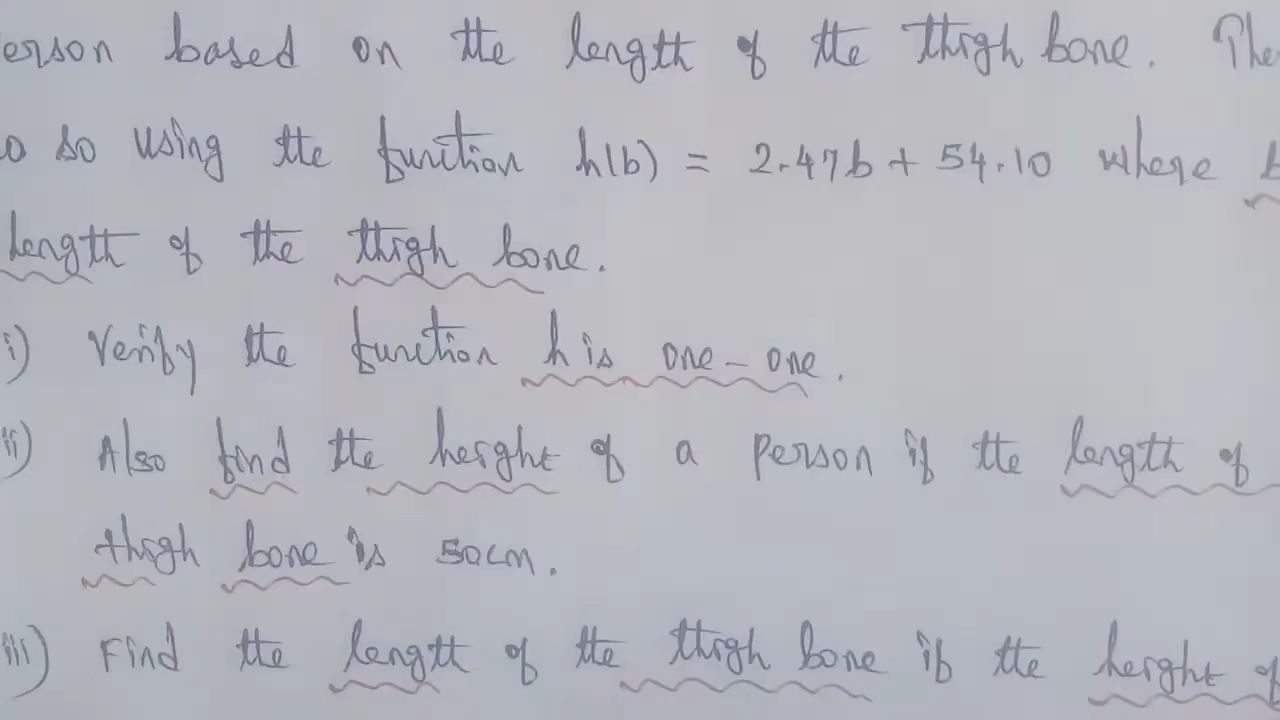 erson based on the length of the thigh bone. The
o so using the function h(b) = 2.47b + 54.10 where b
length of the thigh bone.
i) Verify the function h is one-one.
ii) Also find the height of a person if the length of
thigh bone is 50cm.
iii) Find the length of the thigh bone if the height of